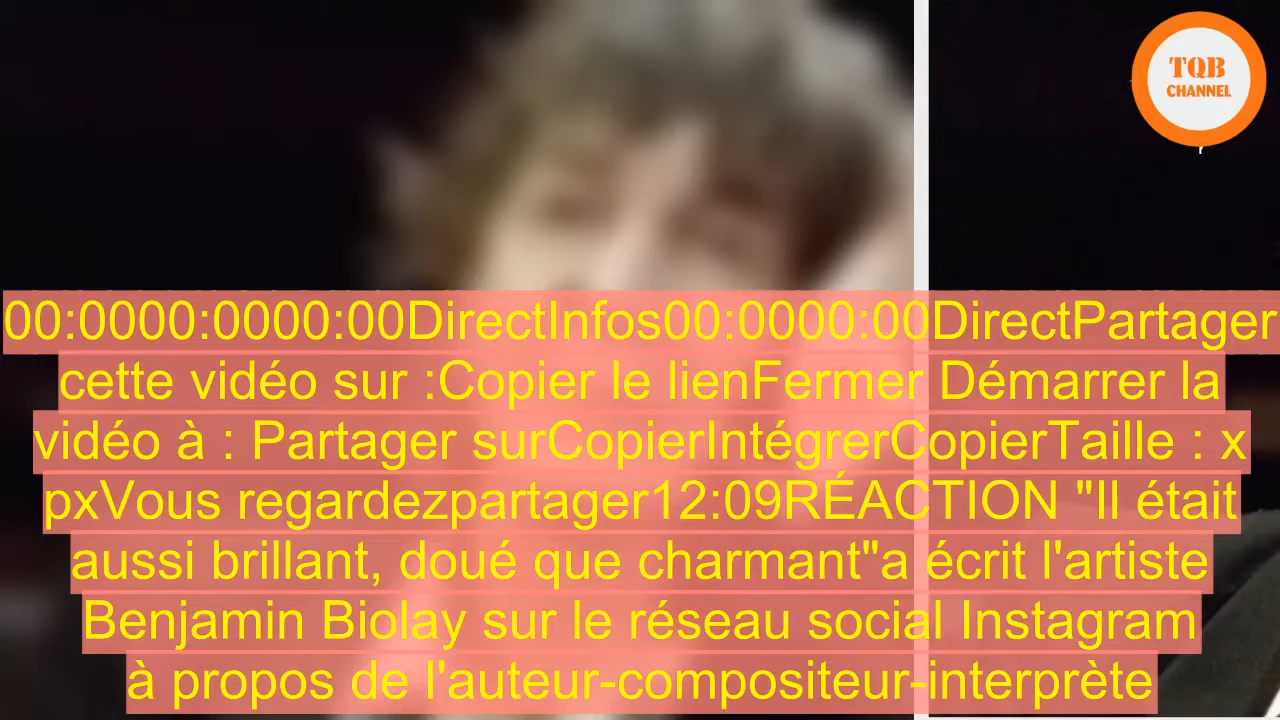 TQB
CHANNEL
r
00:0000:0000:00DirectInfos00:0000:00DirectPartager
cette vidéo sur :Copier le lienFermer Démarrer la
vidéo à : Partager surCopierIntégrerCopierTaille : x
pxVous regardezpartager12:09RÉACTION "Il était
aussi brillant, doué que charmant"a écrit l'artiste
Benjamin Biolay sur le réseau social Instagram
à propos de l'auteur-compositeur-interprète